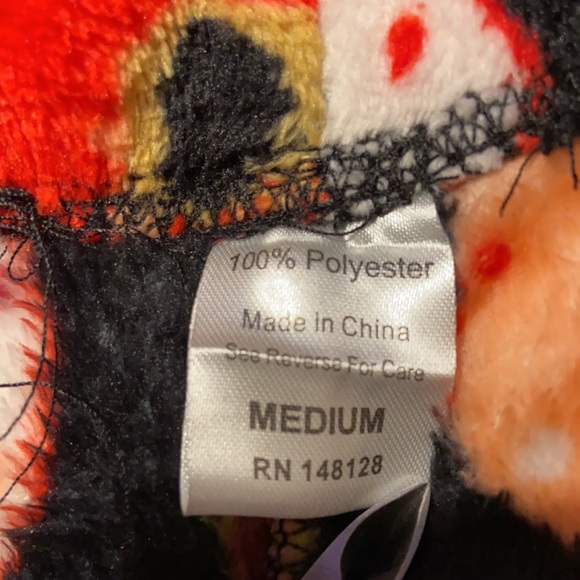 100% Polyester
Made in China
See Reverse For Care
MEDIUM
RN 148128